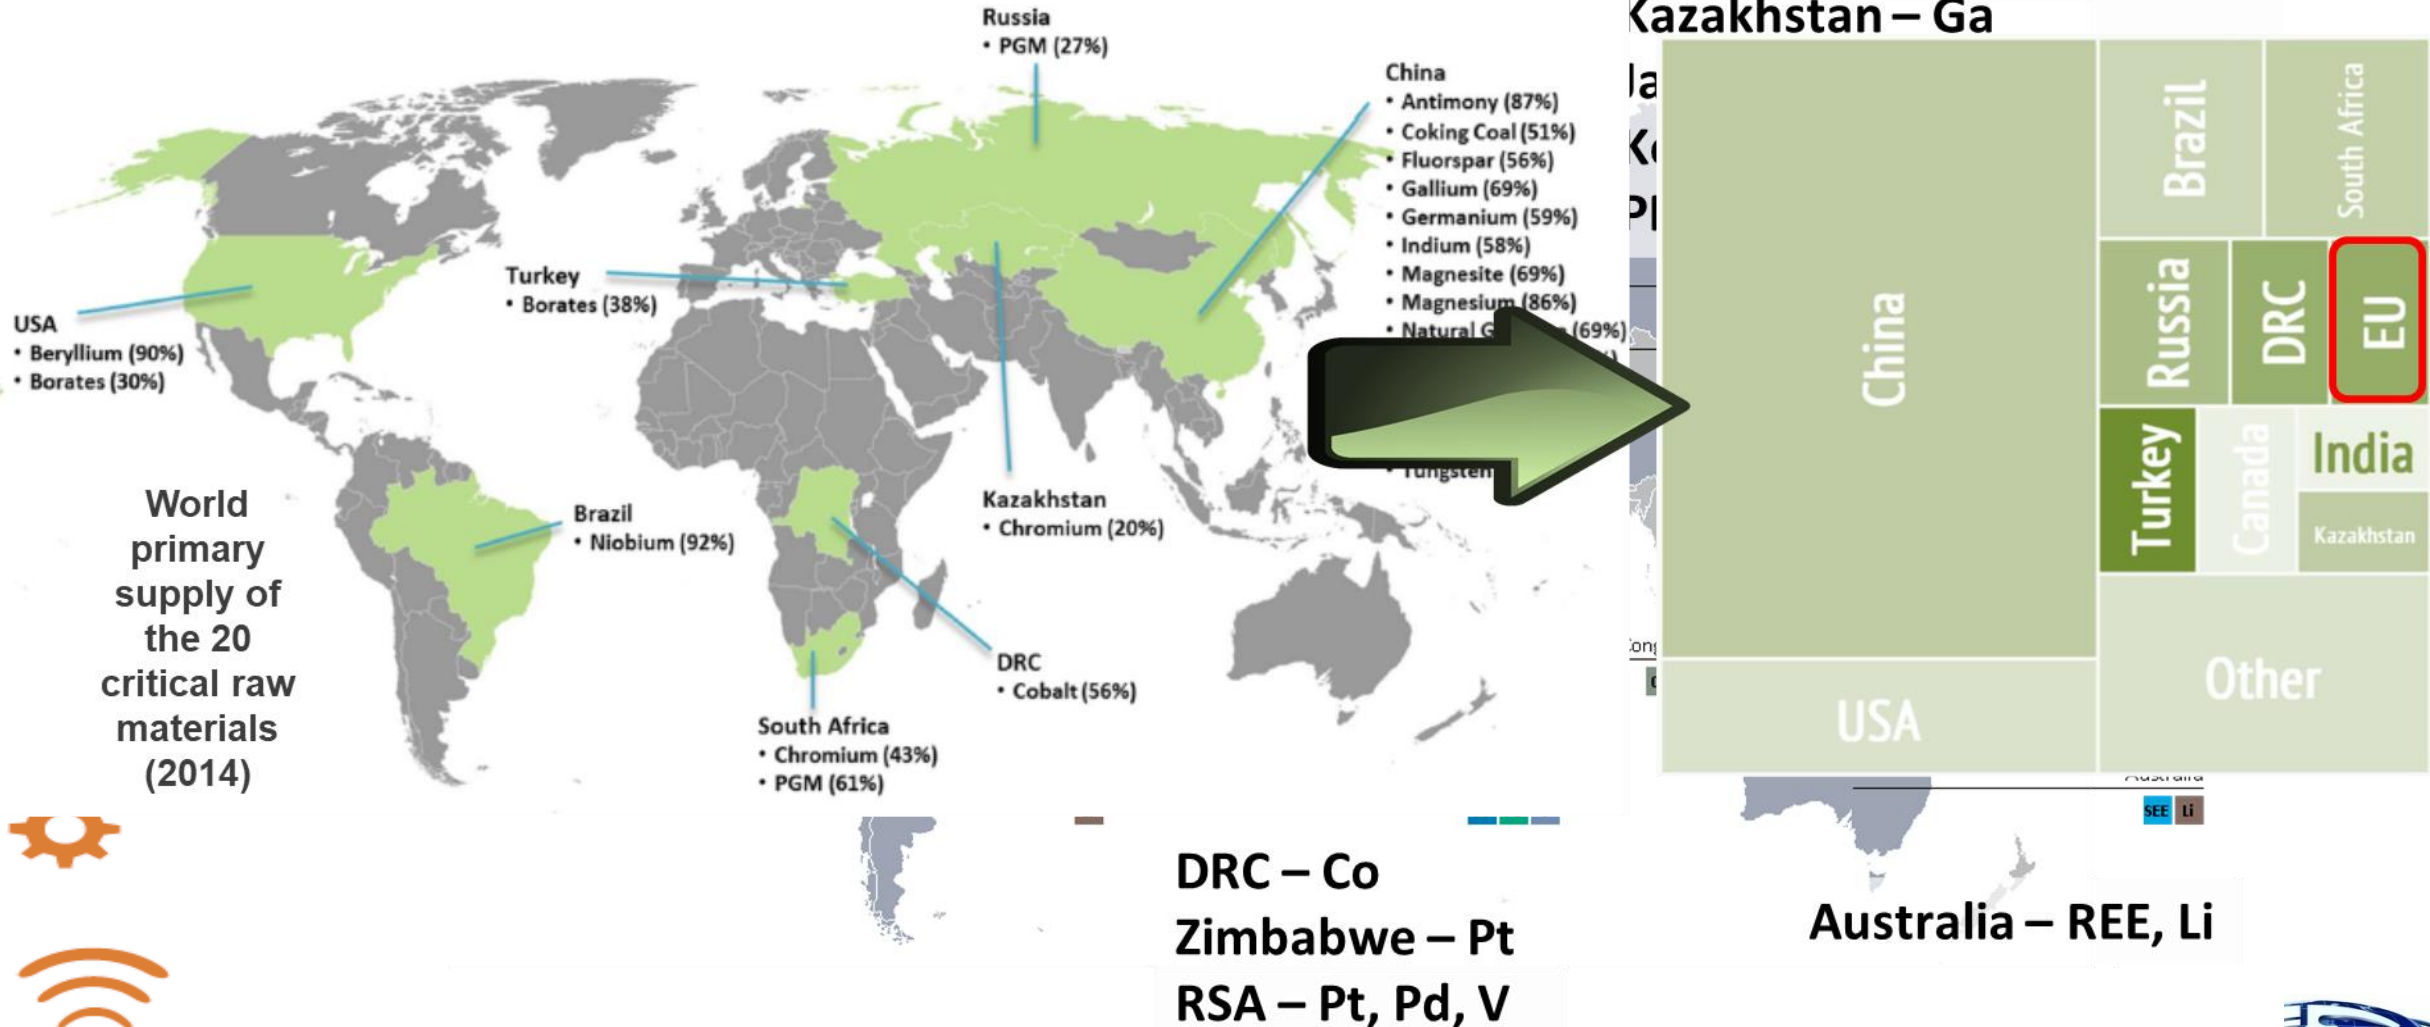 Russia
• PGM (27%)
China
• Antimony (87%)
• Coking Coal (51%)
• Fluorspar (56%)
• Gallium (69%)
• Germanium (59%)
• Indium (58%)
• Magnesite (69%)
• Magnesium (86%)
• Natural (69%)
• Tungsten
Turkey
• Borates (38%)
USA
• Beryllium (90%)
• Borates (30%)
Brazil
• Niobium (92%)
Kazakhstan
• Chromium (20%)
DRC
• Cobalt (56%)
South Africa
• Chromium (43%)
• PGM (61%)
World
primary
supply of
the 20
critical raw
materials
(2014)
Kazakhstan – Ga
China
Brazil
South Africa
Russia
DRC
EU
Turkey
Canada
India
Kazakhstan
USA
Other
Australia
SEE Li
DRC – Co
Zimbabwe – Pt
RSA – Pt, Pd, V
Australia – REE, Li